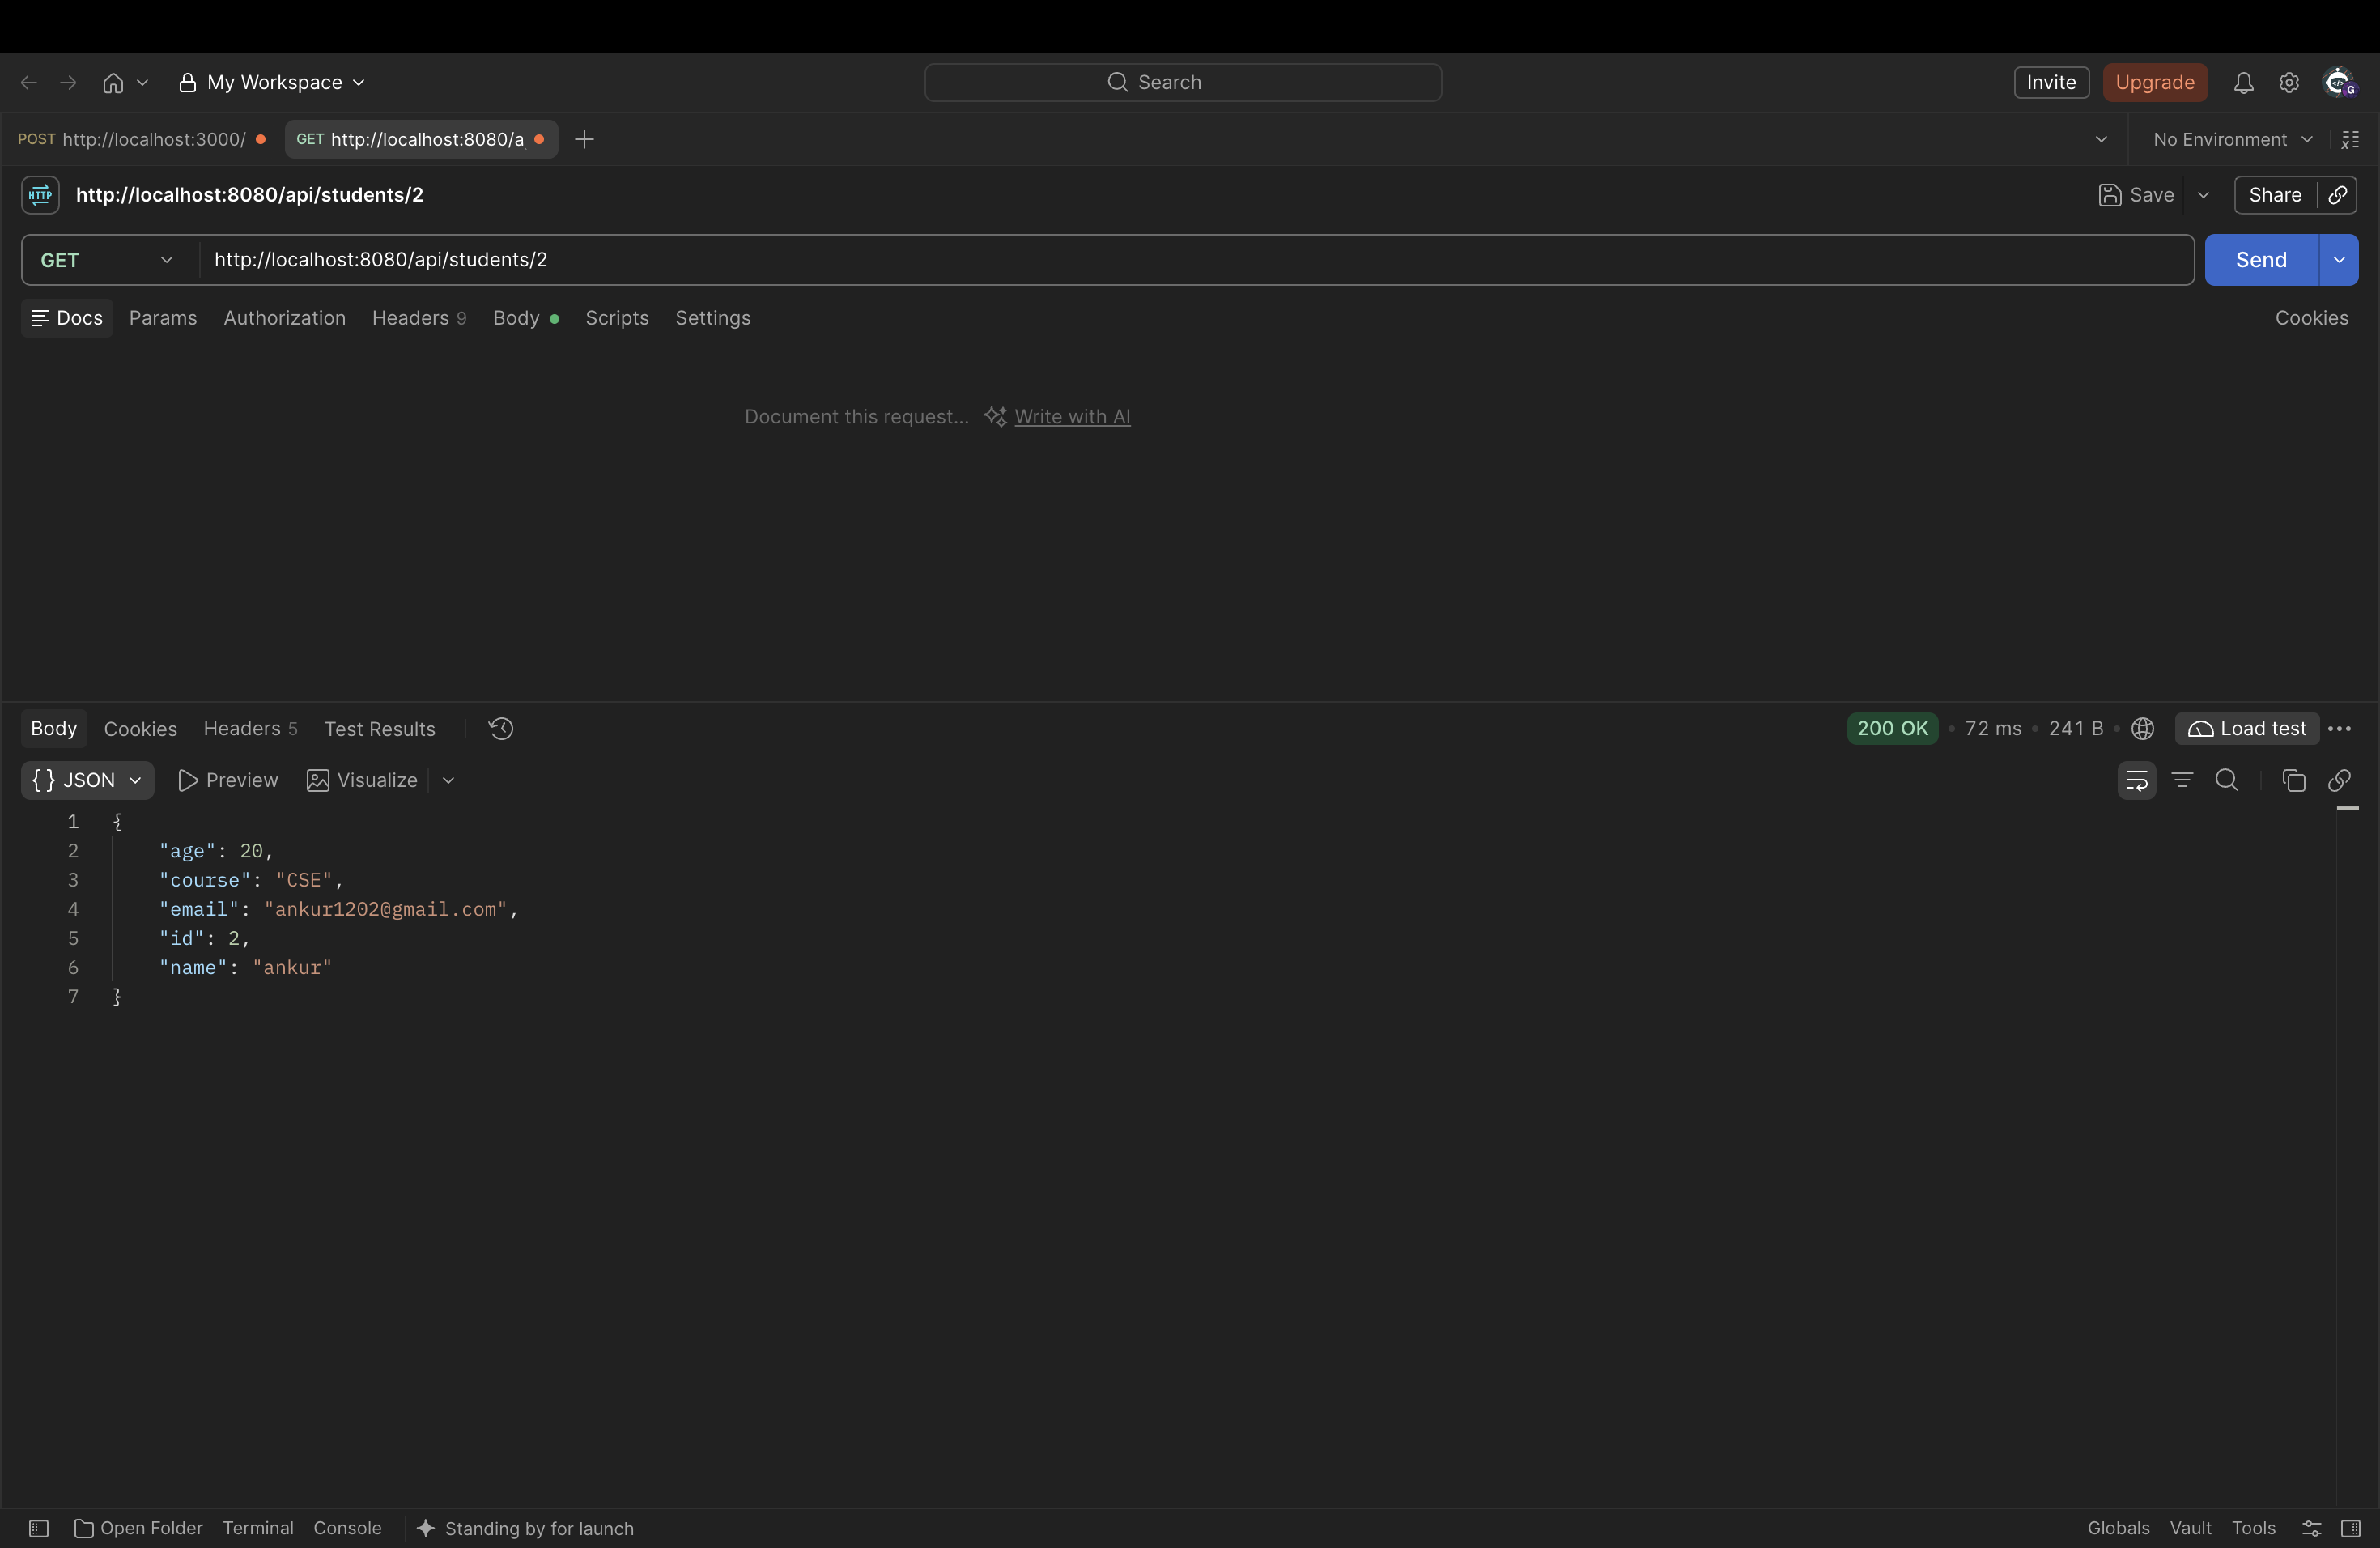 My Workspace
Search
Invite
Upgrade
G
POST http://localhost:3000/
GET http://localhost:8080/a
No Environment
HTTP
http://localhost:8080/api/students/2
Save
Share
GET
http://localhost:8080/api/students/2
Send
Docs
Params
Authorization
Headers 9
Body
Scripts
Settings
Cookies
Document this request...
Write with AI
Body
Cookies
Headers 5
Test Results
200 OK
72 ms
241 B
Load test
{ } JSON
Preview
Visualize
1 {
2 "age": 20,
3 "course": "CSE",
4 "email": "ankur1202@gmail.com",
5 "id": 2,
6 "name": "ankur"
7 }
Open Folder
Terminal
Console
Standing by for launch
Globals
Vault
Tools